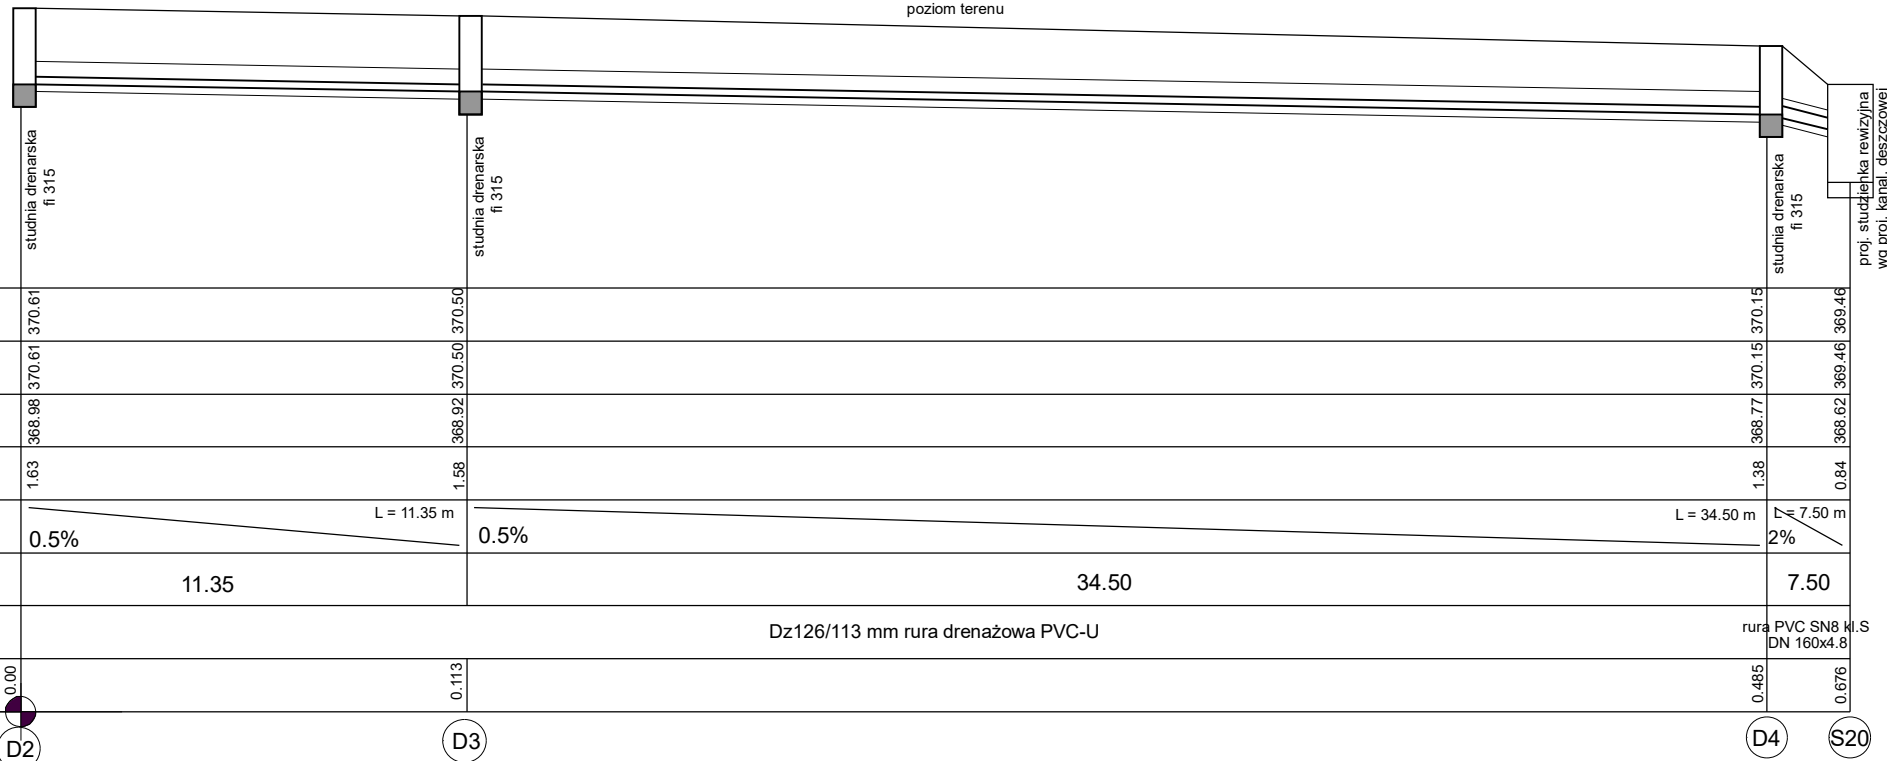 poziom terenu
studnia drenarska
fi 315
studnia drenarska
fi 315
studnia drenarska
fi 315
proj. studzienka rewizyjna
wg proj. kanal. deszczowej
370.61
370.50
370.15
369.46
370.61
370.50
370.15
369.46
368.98
368.92
368.77
368.62
1.63
1.58
1.38
0.84
L = 11.35 m
L = 34.50 m
L = 7.50 m
0.5%
0.5%
2%
11.35
34.50
7.50
Dz126/113 mm rura drenażowa PVC-U
rura PVC SN8 kl.S
DN 160x4.8
0.00
0.113
0.485
0.676
D2
D3
D4
S20